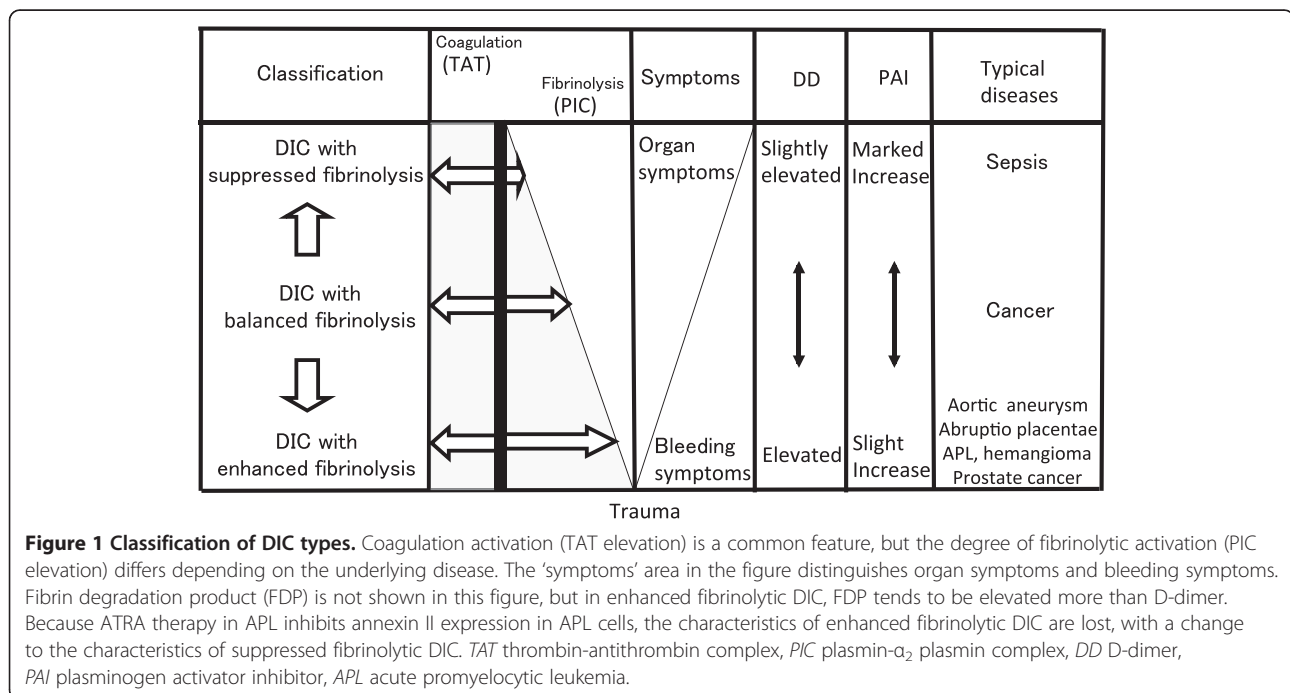 Classification
Coagulation
(TAT)
Fibrinolysis
(PIC)
Symptoms
DD
PAI
Typical
diseases
DIC with
suppressed fibrinolysis
Organ
symptoms
Slightly
elevated
Marked
Increase
Sepsis
DIC with
balanced fibrinolysis
Cancer
DIC with
enhanced fibrinolysis
Bleeding
symptoms
Elevated
Slight
Increase
Aortic aneurysm
Abruptio placentae
APL, hemangioma
Prostate cancer
Trauma
Figure 1 Classification of DIC types. Coagulation activation (TAT elevation) is a common feature, but the degree of fibrinolytic activation (PIC
elevation) differs depending on the underlying disease. The ‘symptoms’ area in the figure distinguishes organ symptoms and bleeding symptoms.
Fibrin degradation product (FDP) is not shown in this figure, but in enhanced fibrinolytic DIC, FDP tends to be elevated more than D-dimer.
Because ATRA therapy in APL inhibits annexin II expression in APL cells, the characteristics of enhanced fibrinolytic DIC are lost, with a change
to the characteristics of suppressed fibrinolytic DIC. TAT thrombin-antithrombin complex, PIC plasmin-α₂ plasmin complex, DD D-dimer,
PAI plasminogen activator inhibitor, APL acute promyelocytic leukemia.